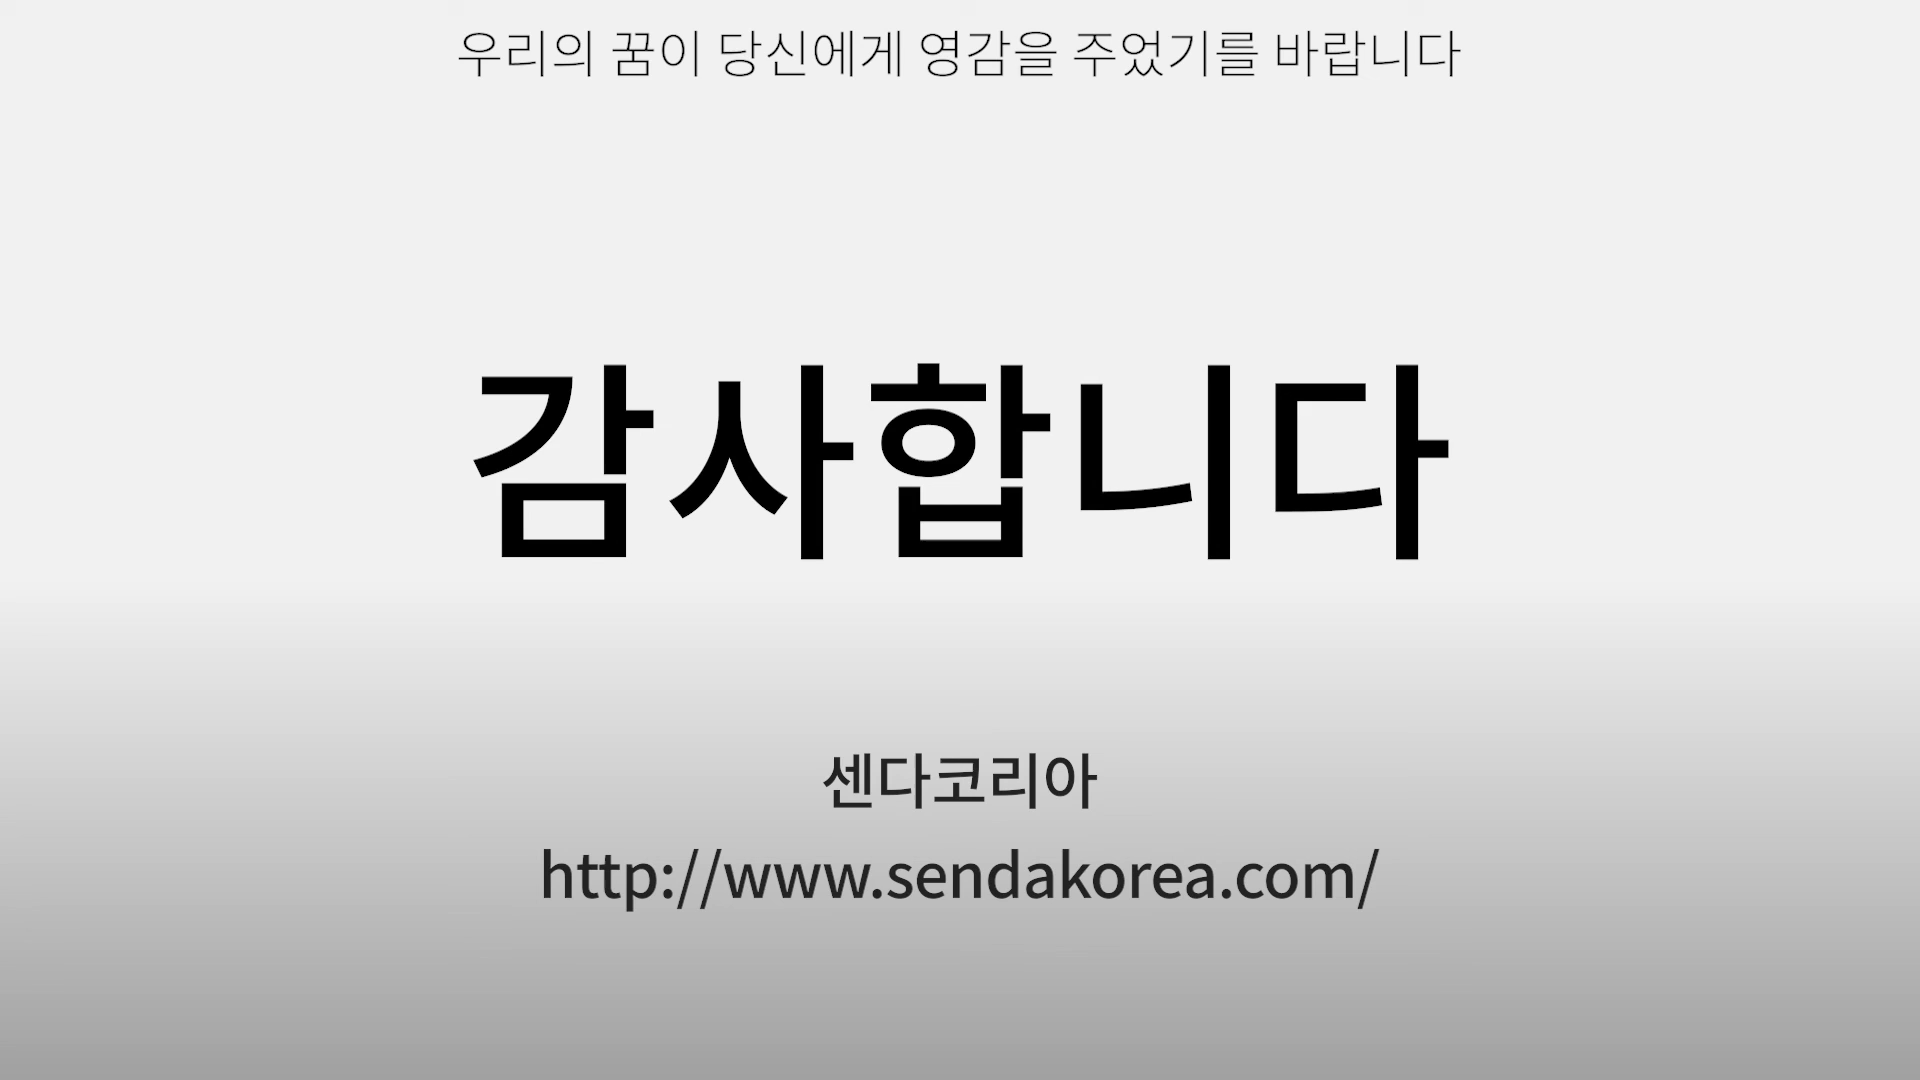 우리의 꿈이 당신에게 영감을 주었기를 바랍니다
감사합니다
센다코리아
http://www.sendakorea.com/